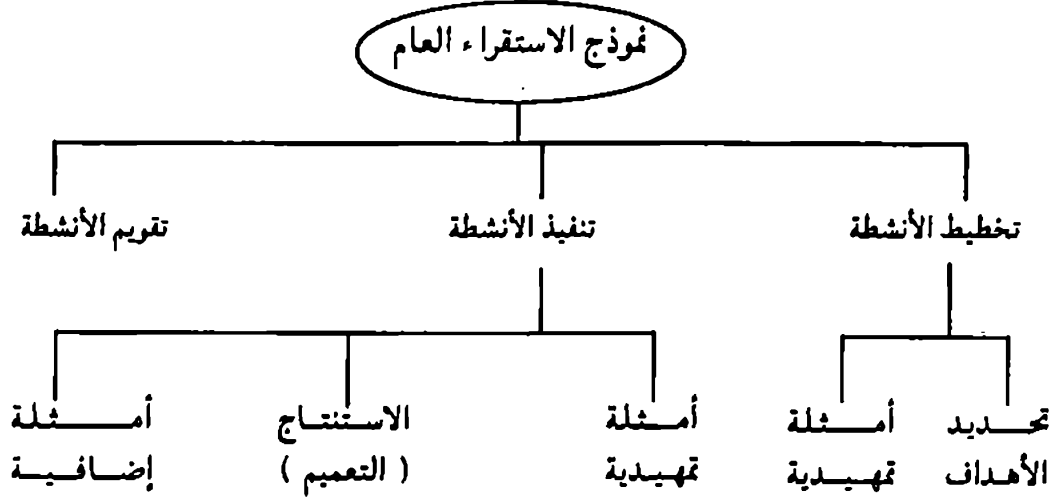 نموذج الاستقراء العام
تخطيط الأنشطة
تنفيذ الأنشطة
تقويم الأنشطة
تحديد
الأهداف
أمثلة
تمهيدية
أمثلة
تمهيدية
الاستنتاج
( التعميم )
أمثلة
إضافية